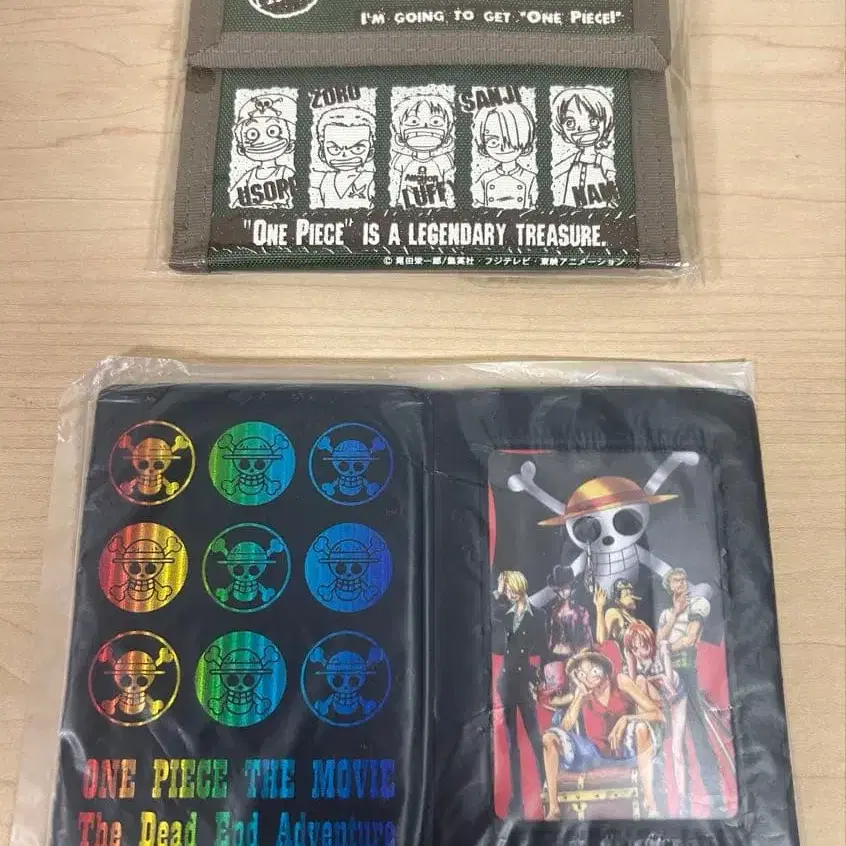 I'M GOING TO GET "ONE PIECE!"
ZORO
SANJI
USOPP
LUFFY
NAMI
"ONE PIECE" IS A LEGENDARY TREASURE.
© 尾田栄一郎/集英社・フジテレビ・東映アニメーション
ONE PIECE THE MOVIE
The Dead End Adventure